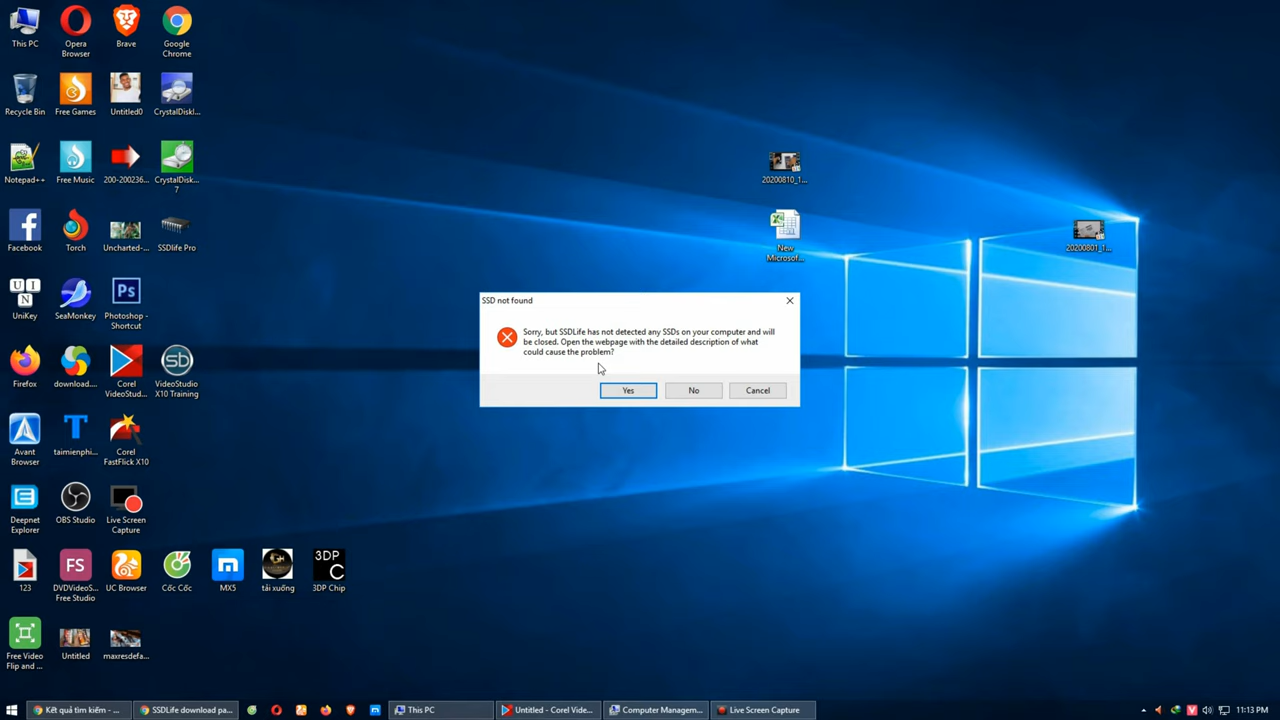 This PC
Opera
Browser
Brave
Google
Chrome
Recycle Bin
Free Games
Untitled0
CrystalDiskI...
Notepad++
Free Music
200-200236...
CrystalDisk...
7
Facebook
Torch
Uncharted-...
SSDlife Pro
UniKey
SeaMonkey
Photoshop -
Shortcut
Firefox
download....
Corel
VideoStud...
VideoStudio
X10 Training
Avant
Browser
taimienphi...
Corel
FastFlick X10
Deepnet
Explorer
OBS Studio
Live Screen
Capture
123
DVDVideoS...
Free Studio
UC Browser
Cốc Cốc
MX5
tải xuống
3DP Chip
Free Video
Flip and ...
Untitled
maxresdefa...
20200810_1...
New
Microsof...
20200801_1...
SSD not found
Sorry, but SSDLife has not detected any SSDs on your computer and will
be closed. Open the webpage with the detailed description of what
could cause the problem?
Yes
No
Cancel
Kết quả tìm kiếm - ...
SSDLife download pa...
This PC
Untitled - Corel Vide...
Computer Managem...
Live Screen Capture
11:13 PM